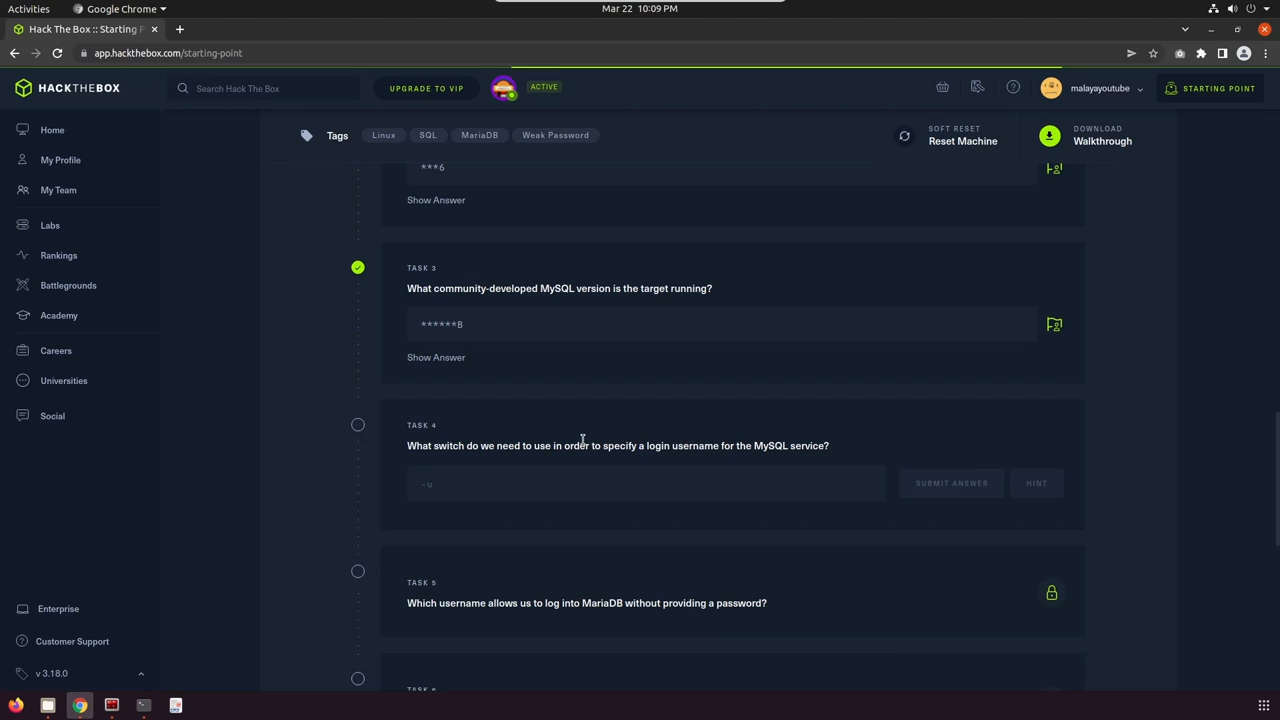 Activities
Google Chrome
Mar 22 10:09 PM
Hack The Box :: Starting P
app.hackthebox.com/starting-point
HACKTHEBOX
Search Hack The Box
UPGRADE TO VIP
ACTIVE
malayayoutube
STARTING POINT
Home
My Profile
My Team
Labs
Rankings
Battlegrounds
Academy
Careers
Universities
Social
Enterprise
Customer Support
v 3.18.0
Tags
Linux
SQL
MariaDB
Weak Password
SOFT RESET
Reset Machine
DOWNLOAD
Walkthrough
***6
Show Answer
TASK 3
What community-developed MySQL version is the target running?
******B
Show Answer
TASK 4
What switch do we need to use in order to specify a login username for the MySQL service?
-u
SUBMIT ANSWER
HINT
TASK 5
Which username allows us to log into MariaDB without providing a password?
TASK 6